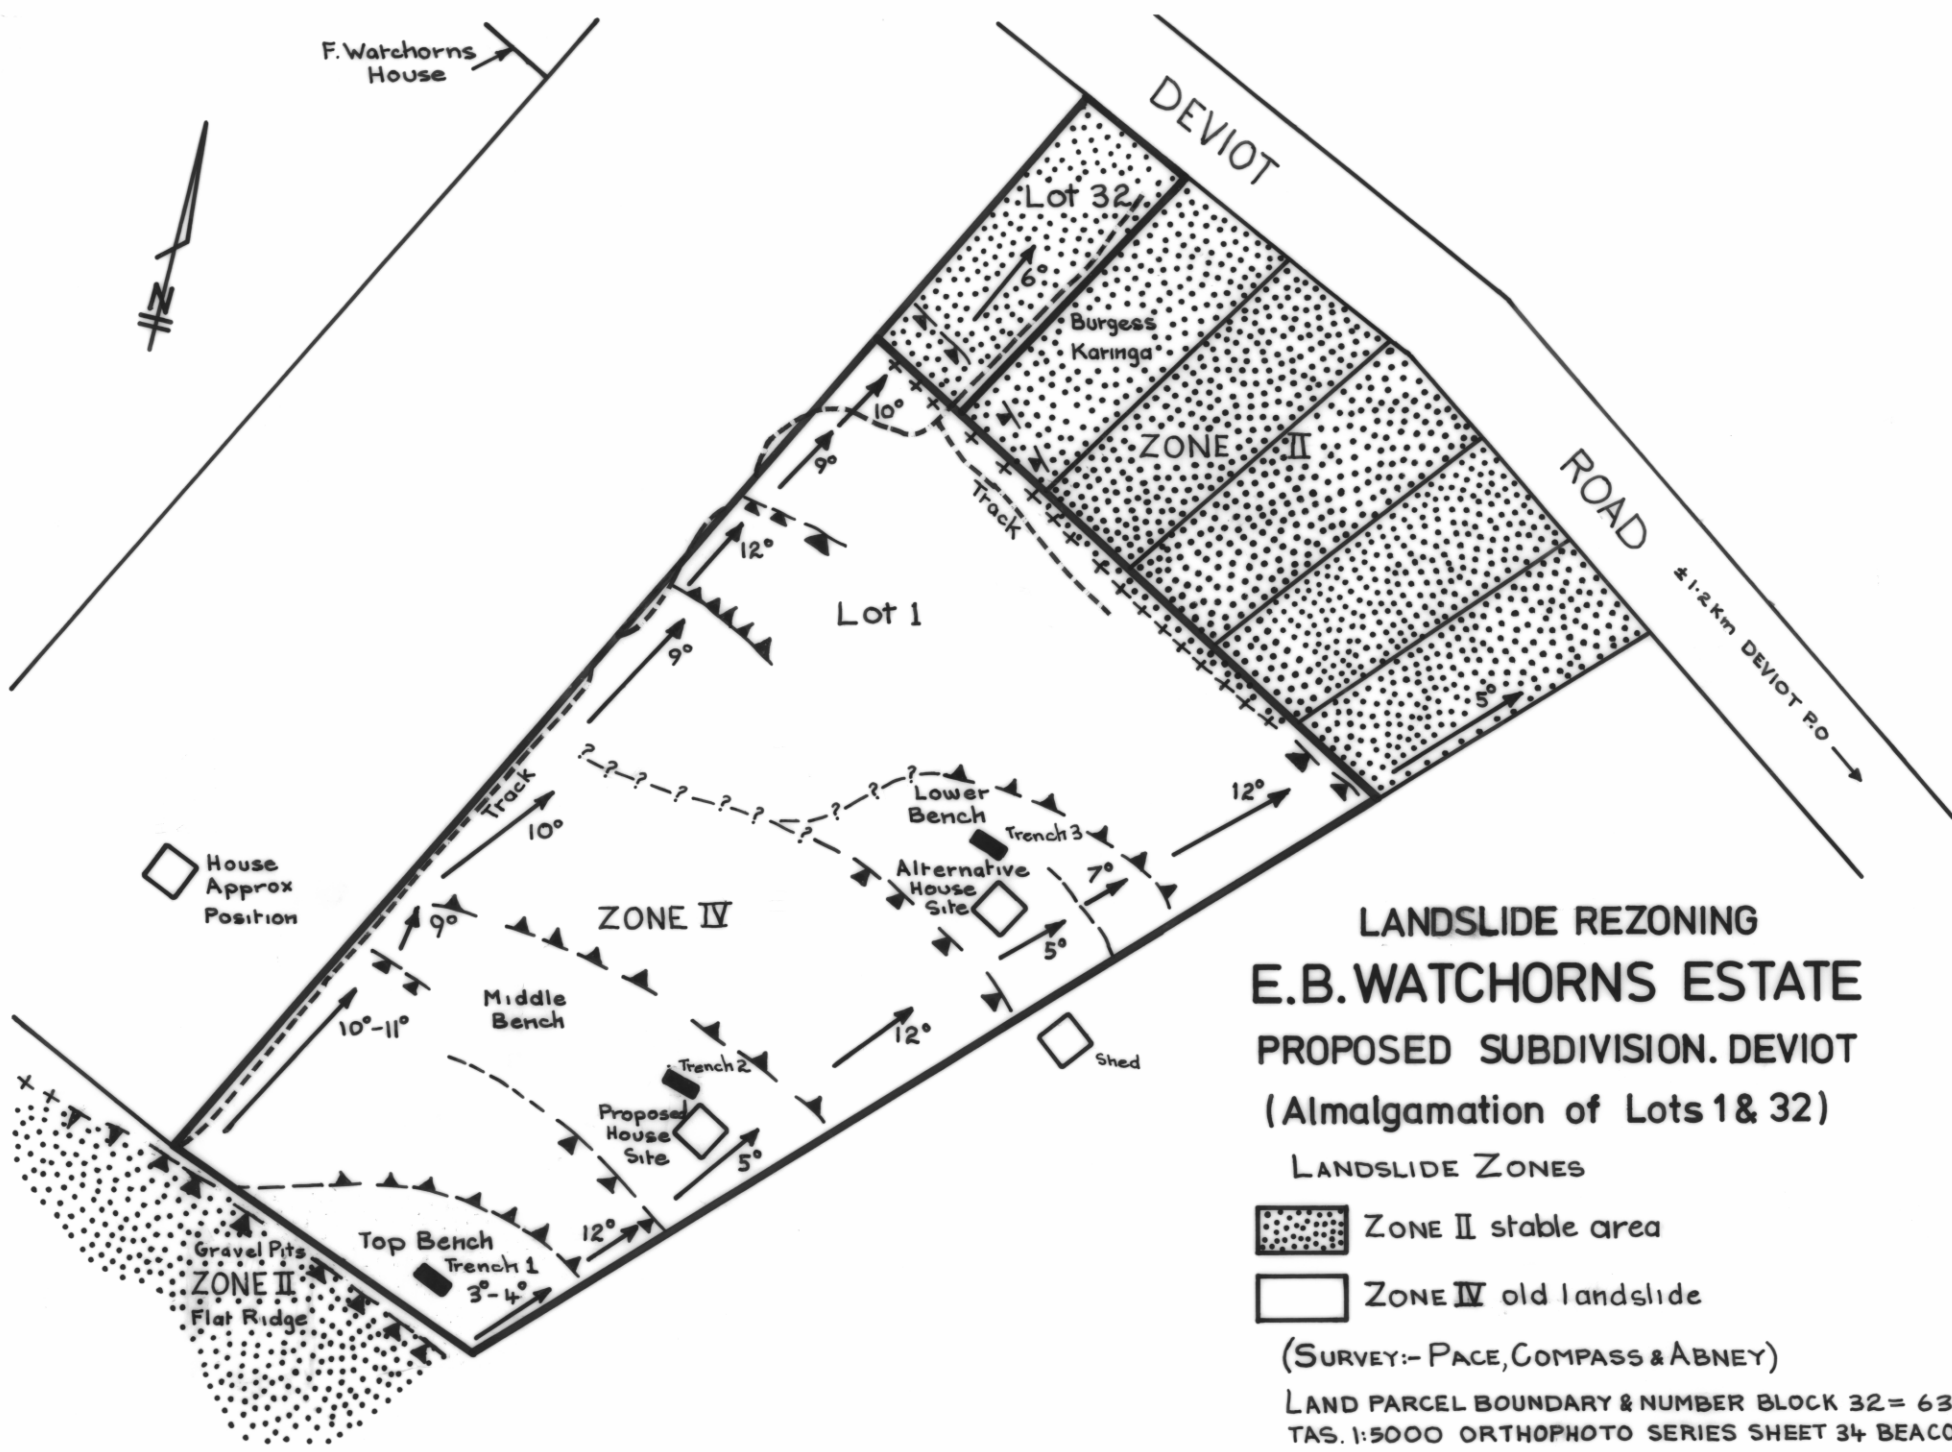 F. Watchorns
House
N
DEVIOT
ROAD
± 1·2 Km DEVIOT P.O
Lot 32
6°
Burgess
Karinga
ZONE II
10°
9°
Track
12°
Lot 1
9°
5°
Track
10°
12°
? ? ? ? ? ? ?
? ? ?
Lower
Bench
Trench 3
Alternative
House
Site
7°
5°
House
Approx
Position
9°
ZONE IV
10°-11°
Middle
Bench
12°
Shed
Trench 2
Proposed
House
Site
5°
12°
Top Bench
Trench 1
3°-4°
Gravel Pits
ZONE II
Flat Ridge
LANDSLIDE REZONING
E.B. WATCHORNS ESTATE
PROPOSED SUBDIVISION. DEVIOT
(Almalgamation of Lots 1 & 32)
LANDSLIDE ZONES
ZONE II stable area
ZONE IV old landslide
(SURVEY:- PACE, COMPASS & ABNEY)
LAND PARCEL BOUNDARY & NUMBER BLOCK 32 = 63
TAS. 1:5000 ORTHOPHOTO SERIES SHEET 34 BEACO